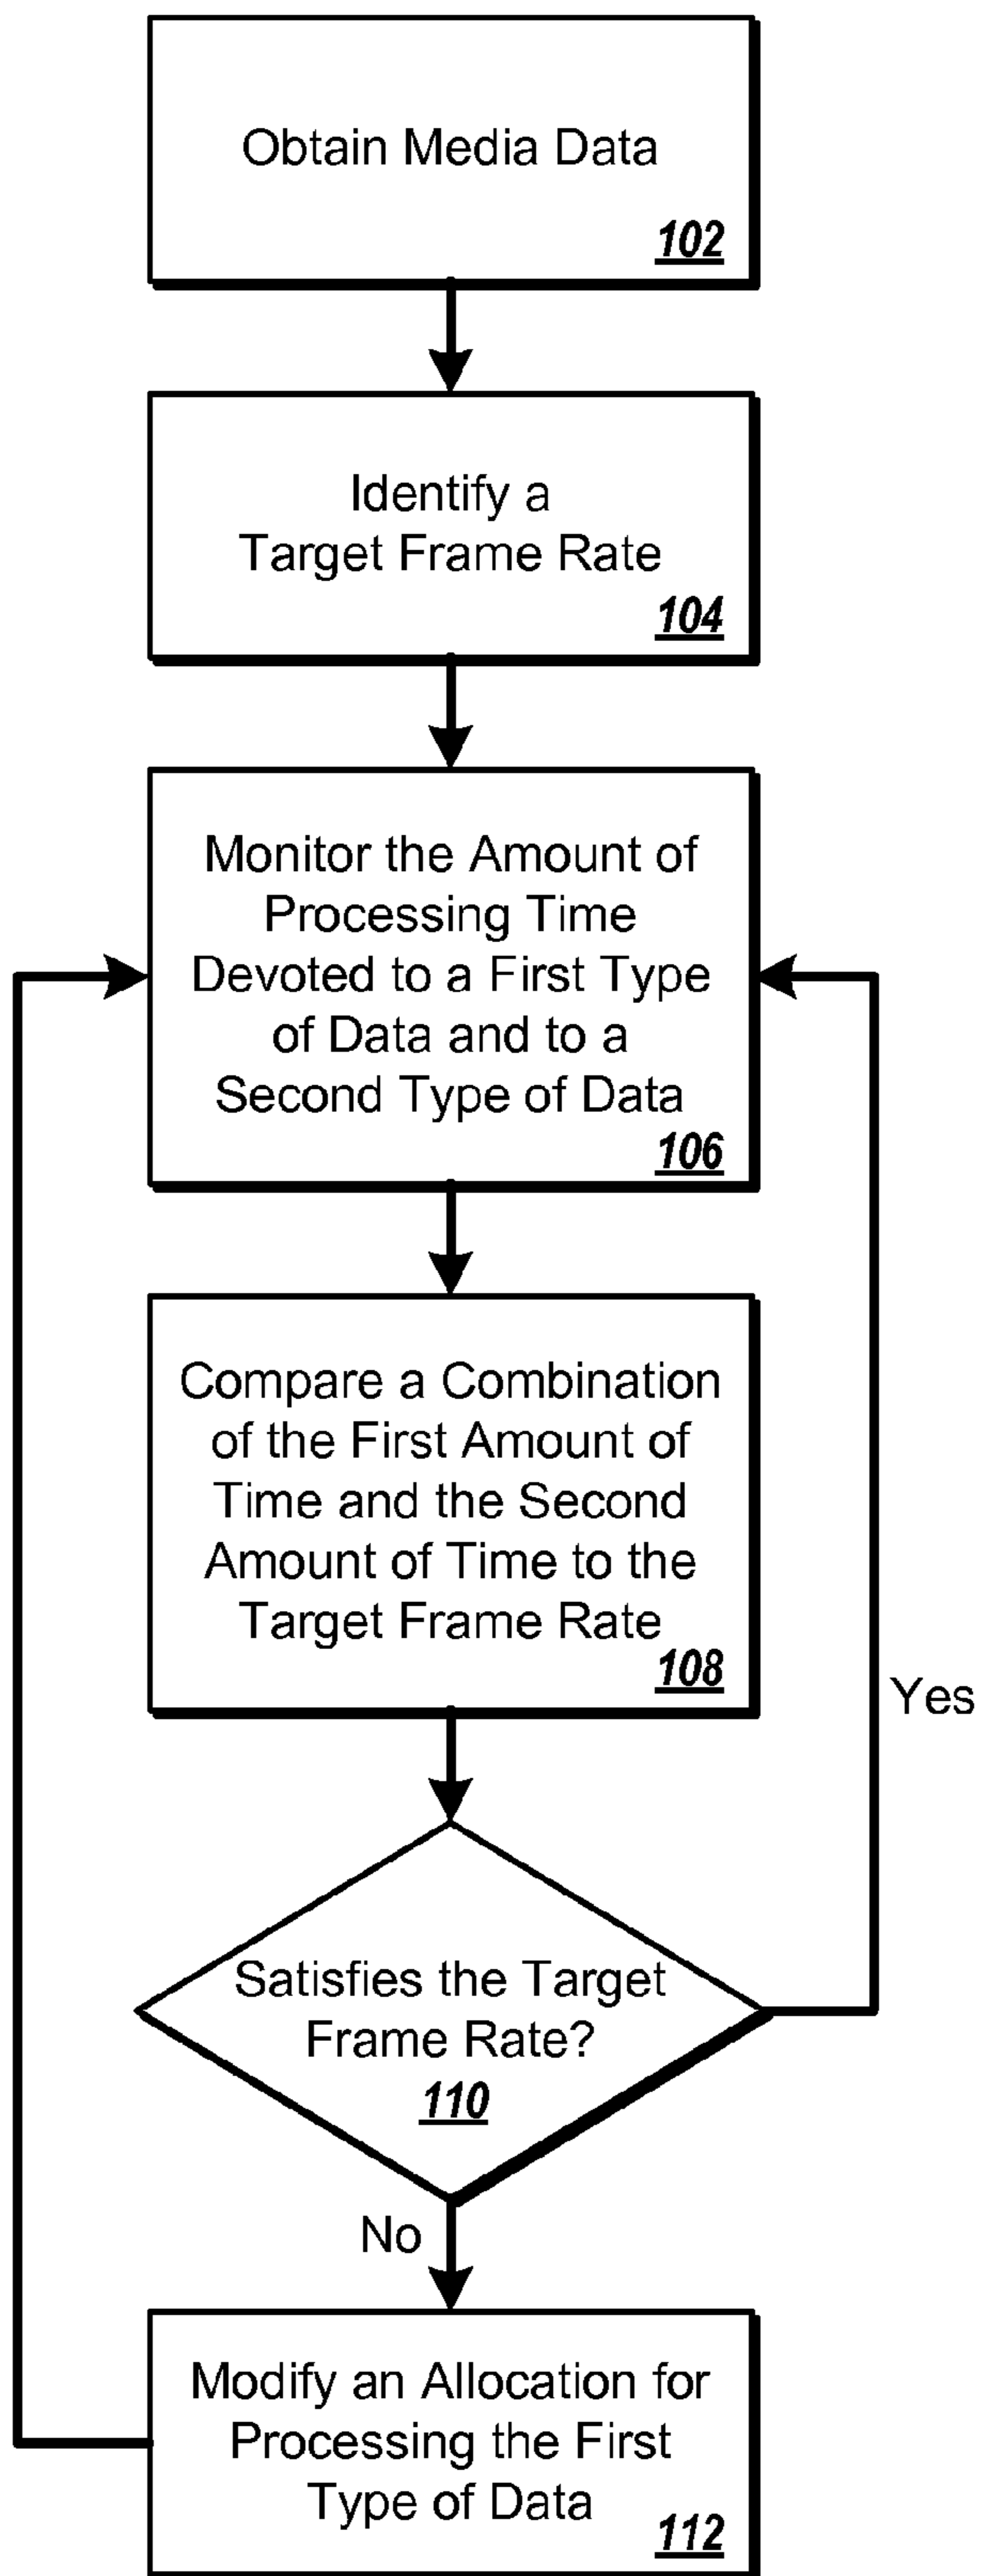 Obtain Media Data
102
Identify a
Target Frame Rate
104
Monitor the Amount of
Processing Time
Devoted to a First Type
of Data and to a
Second Type of Data
106
Compare a Combination
of the First Amount of
Time and the Second
Amount of Time to the
Target Frame Rate
108
Yes
Satisfies the Target
Frame Rate?
110
No
Modify an Allocation for
Processing the First
Type of Data
112